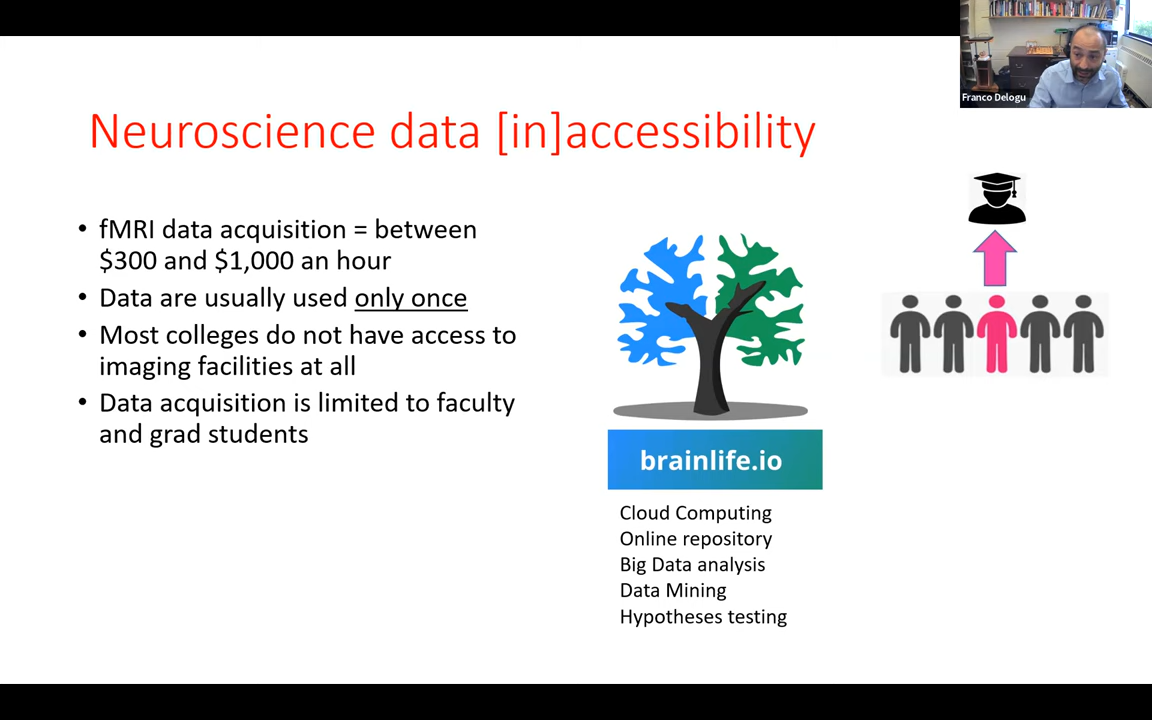 Franco Delogu
Neuroscience data [in]accessibility
• fMRI data acquisition = between
$300 and $1,000 an hour
• Data are usually used only once
• Most colleges do not have access to
imaging facilities at all
• Data acquisition is limited to faculty
and grad students
brainlife.io
Cloud Computing
Online repository
Big Data analysis
Data Mining
Hypotheses testing